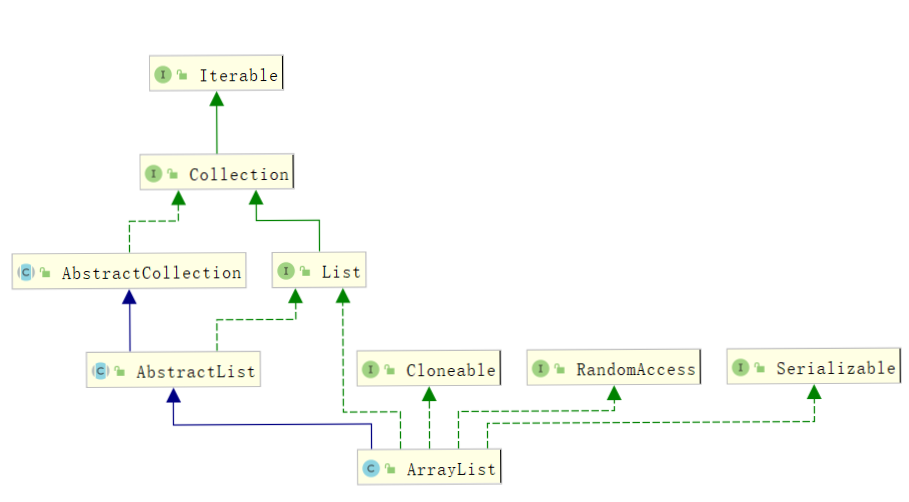 I Iterable
I Collection
C AbstractCollection
I List
C AbstractList
I Cloneable
I RandomAccess
I Serializable
C ArrayList